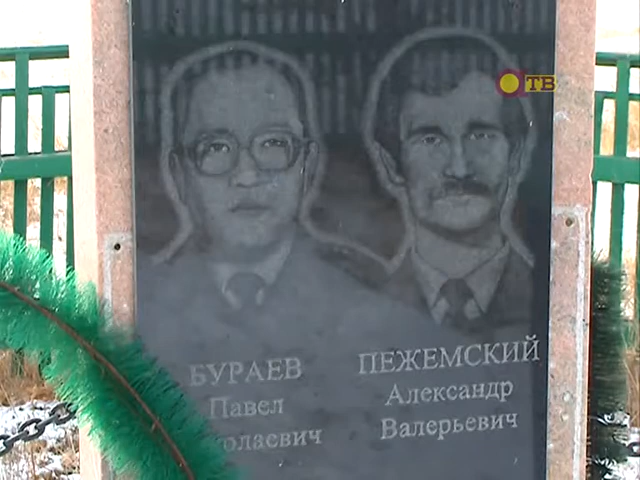 ТВ
БУРАЕВ
Павел
ПЕЖЕМСКИЙ
Александр
Валерьевич